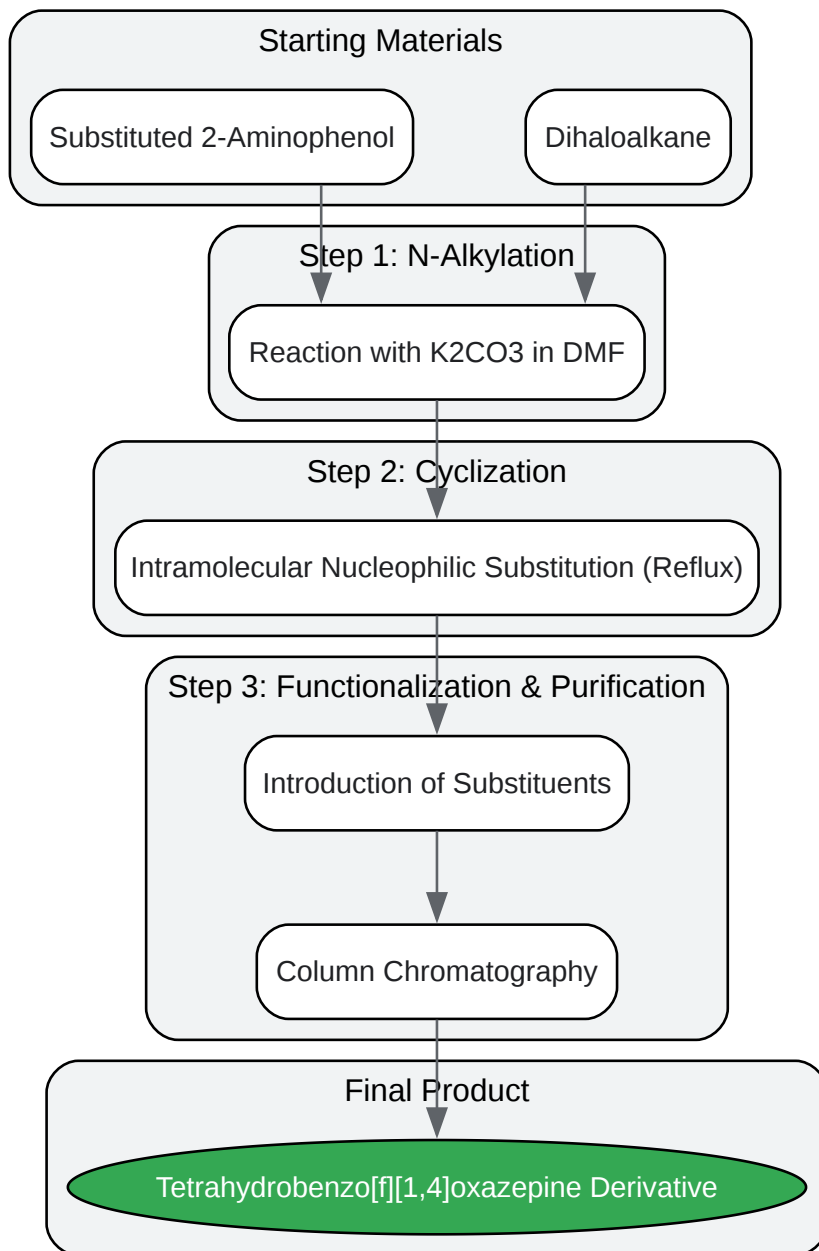 Starting Materials
Substituted 2-Aminophenol
Dihaloalkane
Step 1: N-Alkylation
Reaction with K2CO3 in DMF
Step 2: Cyclization
Intramolecular Nucleophilic Substitution (Reflux)
Step 3: Functionalization & Purification
Introduction of Substituents
Column Chromatography
Final Product
Tetrahydrobenzo[f][1,4]oxazepine Derivative